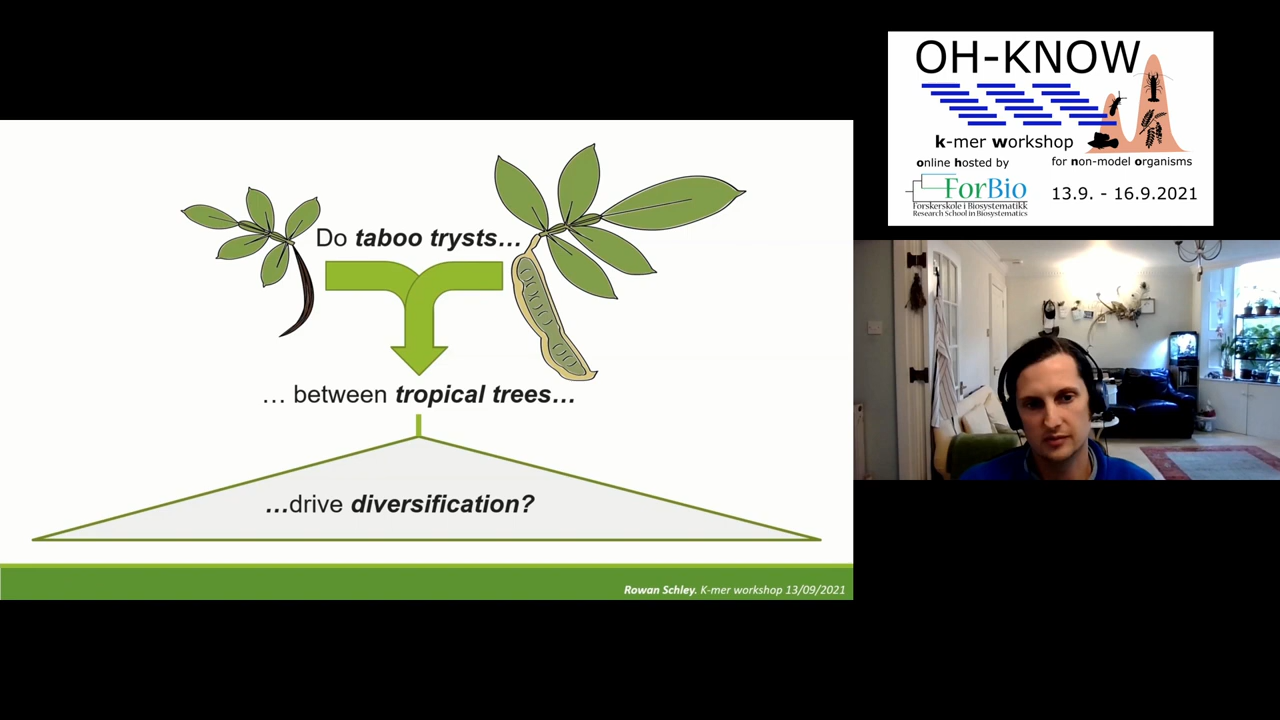 Do taboo trysts…
… between tropical trees…
…drive diversification?
Rowan Schley. K-mer workshop 13/09/2021
OH-KNOW
k-mer workshop
online hosted by
for non-model organisms
ForBio
Forskerskole i Biosystematikk
Research School in Biosystematics
13.9. - 16.9.2021